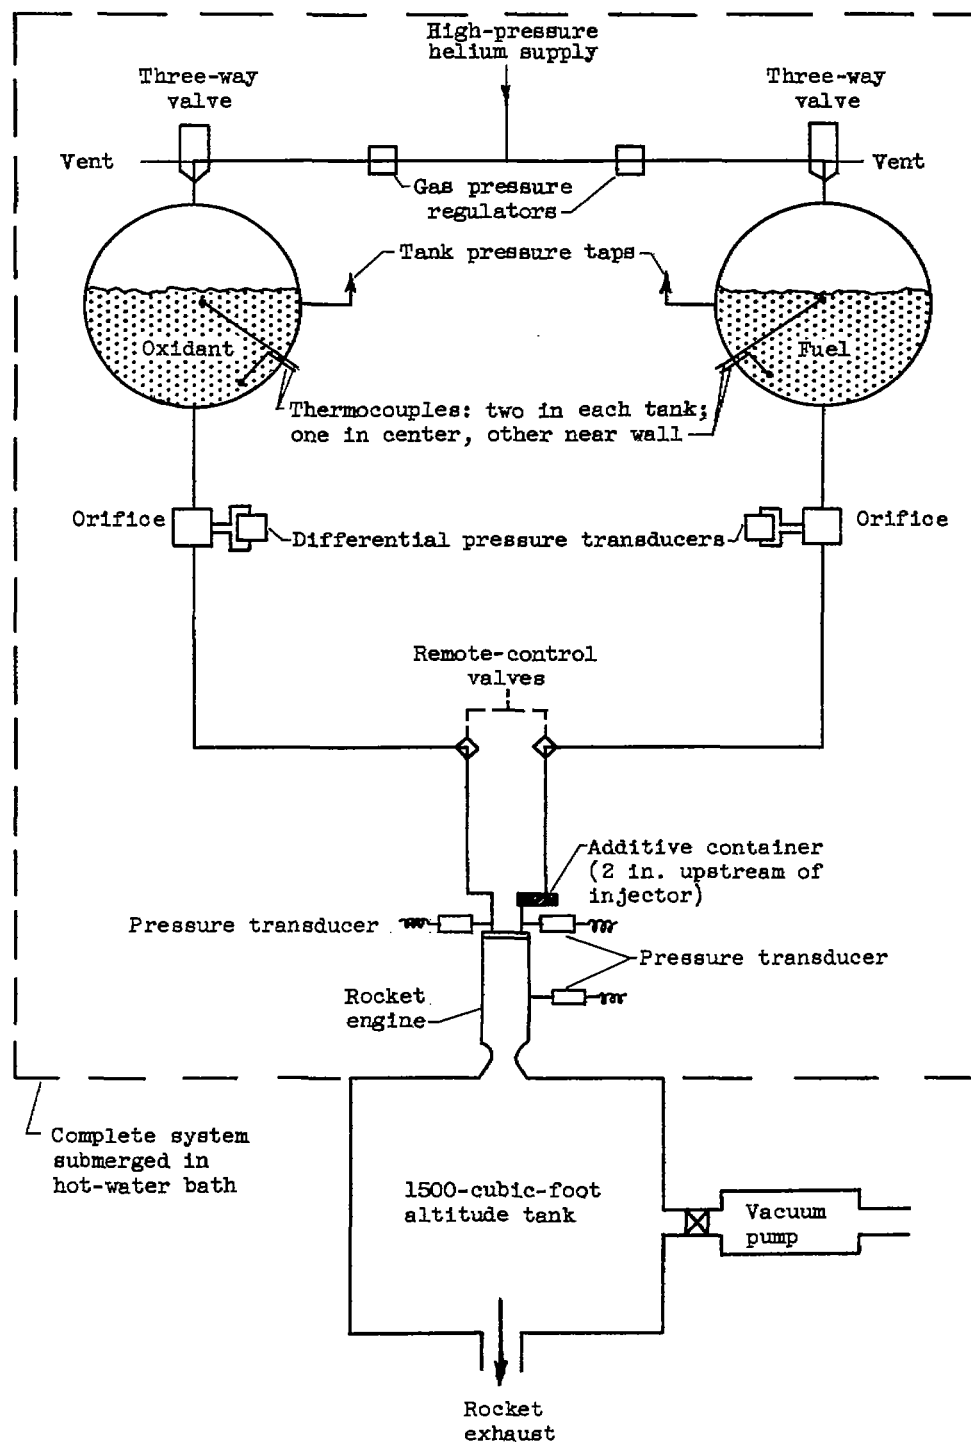 High-pressure
helium supply
Three-way
valve
Three-way
valve
Vent
Vent
Gas pressure
regulators
Tank pressure taps
Oxidant
Fuel
Thermocouples: two in each tank;
one in center, other near wall
Orifice
Orifice
Differential pressure transducers
Remote-control
valves
Additive container
(2 in. upstream of
injector)
Pressure transducer
Pressure transducer
Rocket
engine
Complete system
submerged in
hot-water bath
1500-cubic-foot
altitude tank
Vacuum
pump
Rocket
exhaust